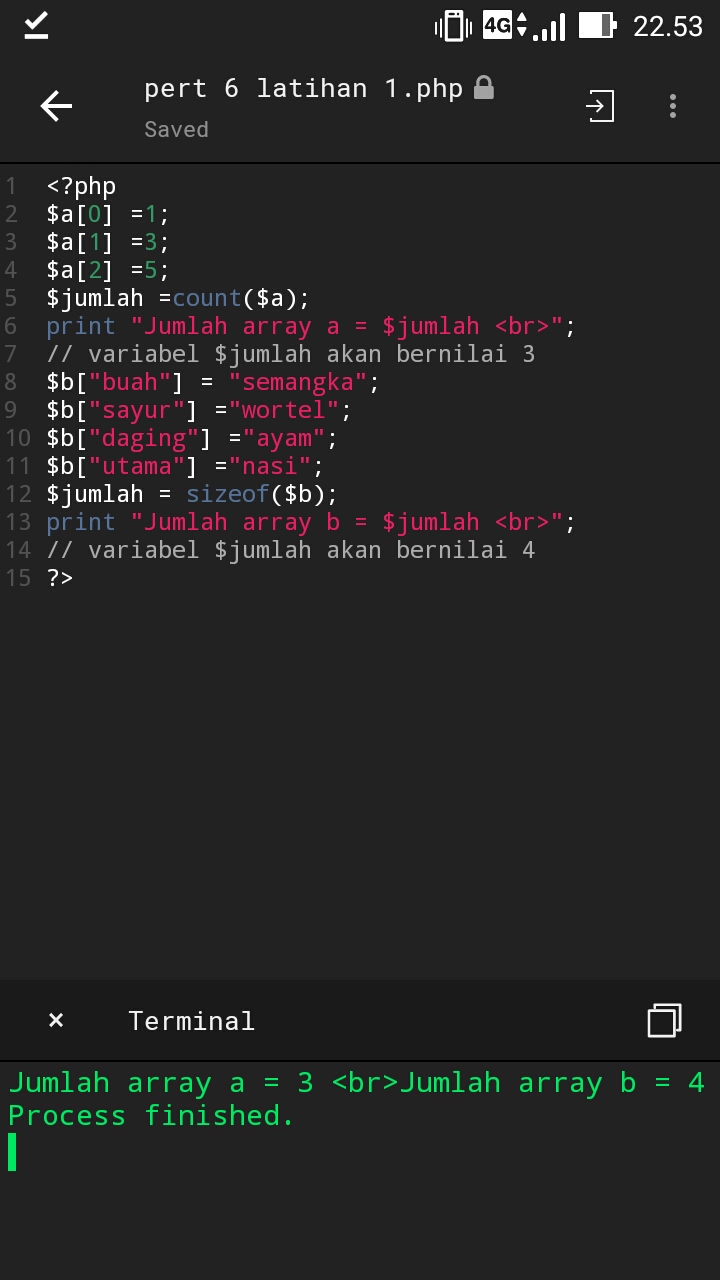 4G 22.53
pert 6 latihan 1.php
Saved
1 <?php
2 $a[0] =1;
3 $a[1] =3;
4 $a[2] =5;
5 $jumlah =count($a);
6 print "Jumlah array a = $jumlah <br>";
7 // variabel $jumlah akan bernilai 3
8 $b["buah"] = "semangka";
9 $b["sayur"] ="wortel";
10 $b["daging"] ="ayam";
11 $b["utama"] ="nasi";
12 $jumlah = sizeof($b);
13 print "Jumlah array b = $jumlah <br>";
14 // variabel $jumlah akan bernilai 4
15 ?>
× Terminal
Jumlah array a = 3 <br>Jumlah array b = 4
Process finished.